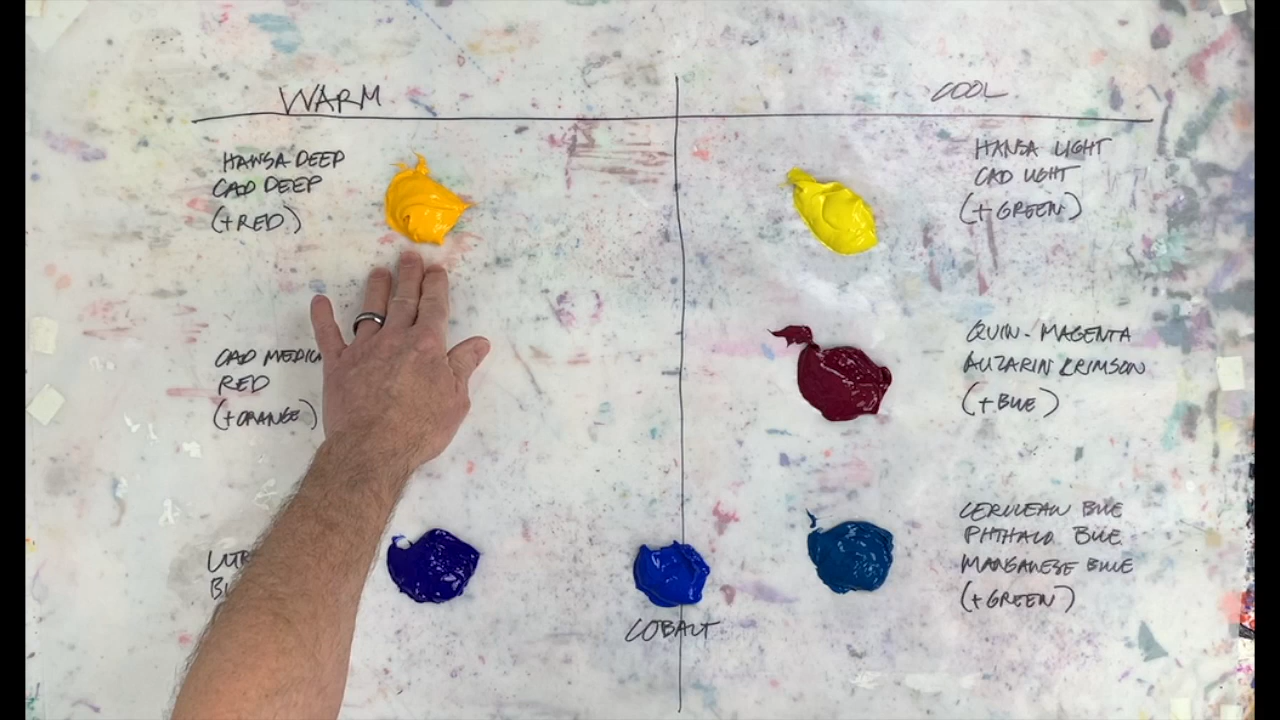 WARM
COOL
HANSA DEEP
CAD DEEP
(+RED)
HANSA LIGHT
CAD LIGHT
(+GREEN)
CAD
RED
(+ORANGE)
QUIN-MAGENTA
ALIZARIN CRIMSON
(+BLUE)
CERULEAN BLUE
PHTHALO BLUE
MANGANESE BLUE
(+GREEN)
COBALT